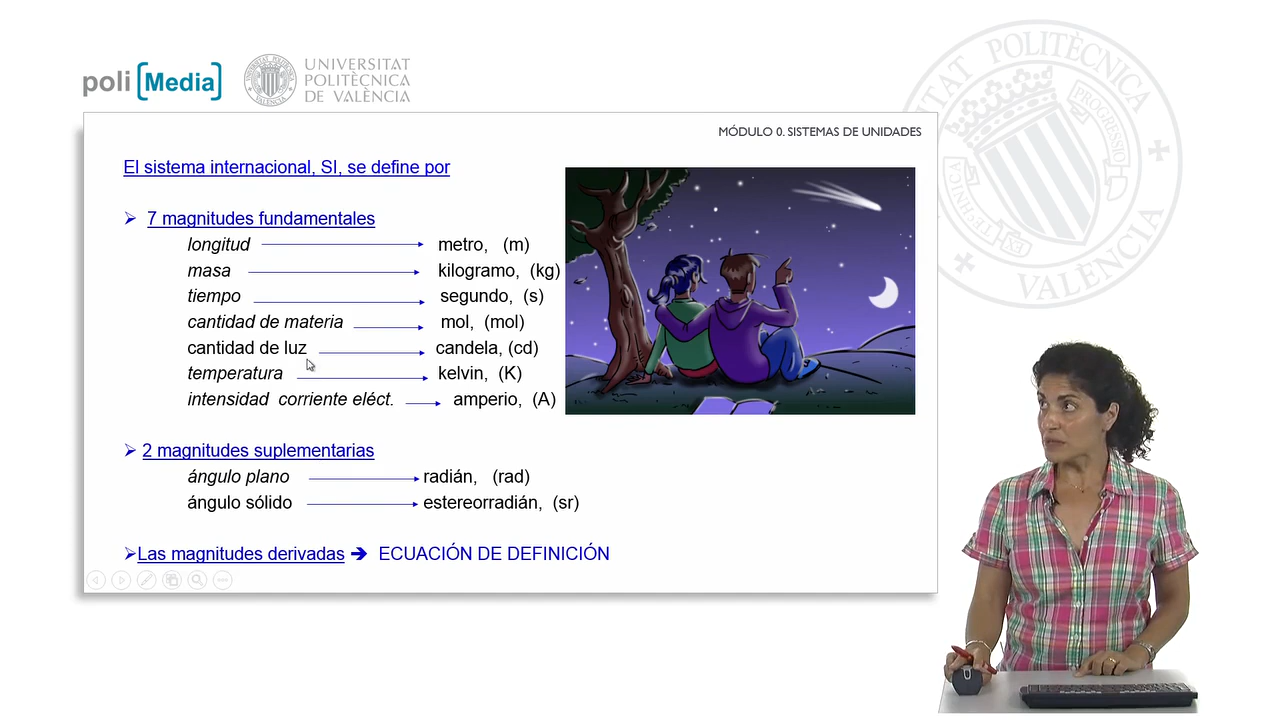 poli [Media]
UNIVERSITAT
POLITÈCNICA
DE VALÈNCIA
MÓDULO 0. SISTEMAS DE UNIDADES
El sistema internacional, SI, se define por
➢ 7 magnitudes fundamentales
longitud → metro, (m)
masa → kilogramo, (kg)
tiempo → segundo, (s)
cantidad de materia → mol, (mol)
cantidad de luz → candela, (cd)
temperatura → kelvin, (K)
intensidad corriente eléct. → amperio, (A)
➢ 2 magnitudes suplementarias
ángulo plano → radián, (rad)
ángulo sólido → estereorradián, (sr)
➢Las magnitudes derivadas ➔ ECUACIÓN DE DEFINICIÓN
POLITÈCNICA
VALÈNCIA
PROGRESSIO